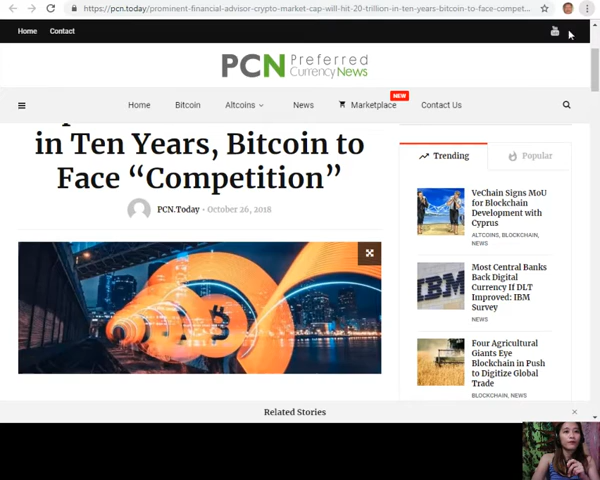 https://pcn.today/prominent-financial-advisor-crypto-market-cap-will-hit-20-trillion-in-ten-years-bitcoin-to-face-compet...
Home Contact
PCN Preferred Currency News
NEW
Home Bitcoin Altcoins News Marketplace Contact Us
in Ten Years, Bitcoin to
Face “Competition”
PCN.Today - October 26, 2018
Trending Popular
VeChain Signs MoU
for Blockchain
Development with
Cyprus
ALTCOINS, BLOCKCHAIN,
NEWS
IBM
Most Central Banks
Back Digital
Currency If DLT
Improved: IBM
Survey
NEWS
Four Agricultural
Giants Eye
Blockchain in Push
to Digitize Global
Trade
BLOCKCHAIN, NEWS
Related Stories